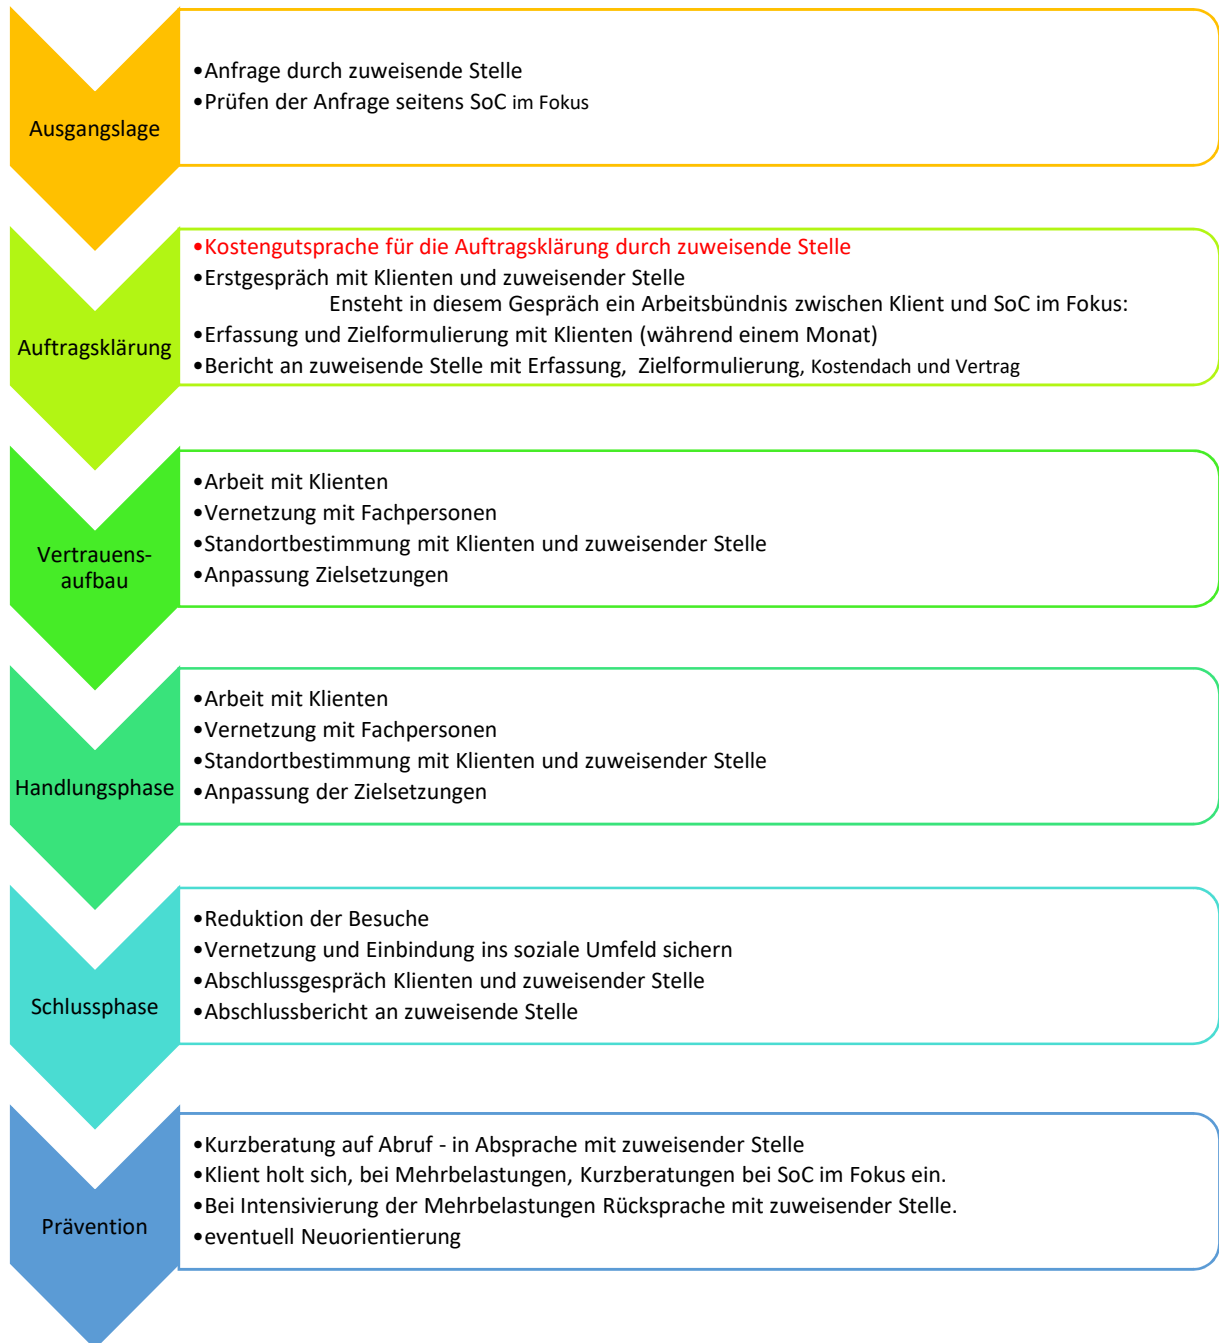 Ausgangslage
•Anfrage durch zuweisende Stelle
•Prüfen der Anfrage seitens SoC im Fokus
Auftragsklärung
•Kostengutsprache für die Auftragsklärung durch zuweisende Stelle
•Erstgespräch mit Klienten und zuweisender Stelle
Ensteht in diesem Gespräch ein Arbeitsbündnis zwischen Klient und SoC im Fokus:
•Erfassung und Zielformulierung mit Klienten (während einem Monat)
•Bericht an zuweisende Stelle mit Erfassung,  Zielformulierung, Kostendach und Vertrag
Vertrauens-
aufbau
•Arbeit mit Klienten
•Vernetzung mit Fachpersonen
•Standortbestimmung mit Klienten und zuweisender Stelle
•Anpassung Zielsetzungen
Handlungsphase
•Arbeit mit Klienten
•Vernetzung mit Fachpersonen
•Standortbestimmung mit Klienten und zuweisender Stelle
•Anpassung der Zielsetzungen
Schlussphase
•Reduktion der Besuche
•Vernetzung und Einbindung ins soziale Umfeld sichern
•Abschlussgespräch Klienten und zuweisender Stelle
•Abschlussbericht an zuweisende Stelle
Prävention
•Kurzberatung auf Abruf - in Absprache mit zuweisender Stelle
•Klient holt sich, bei Mehrbelastungen, Kurzberatungen bei SoC im Fokus ein.
•Bei Intensivierung der Mehrbelastungen Rücksprache mit zuweisender Stelle.
•eventuell Neuorientierung